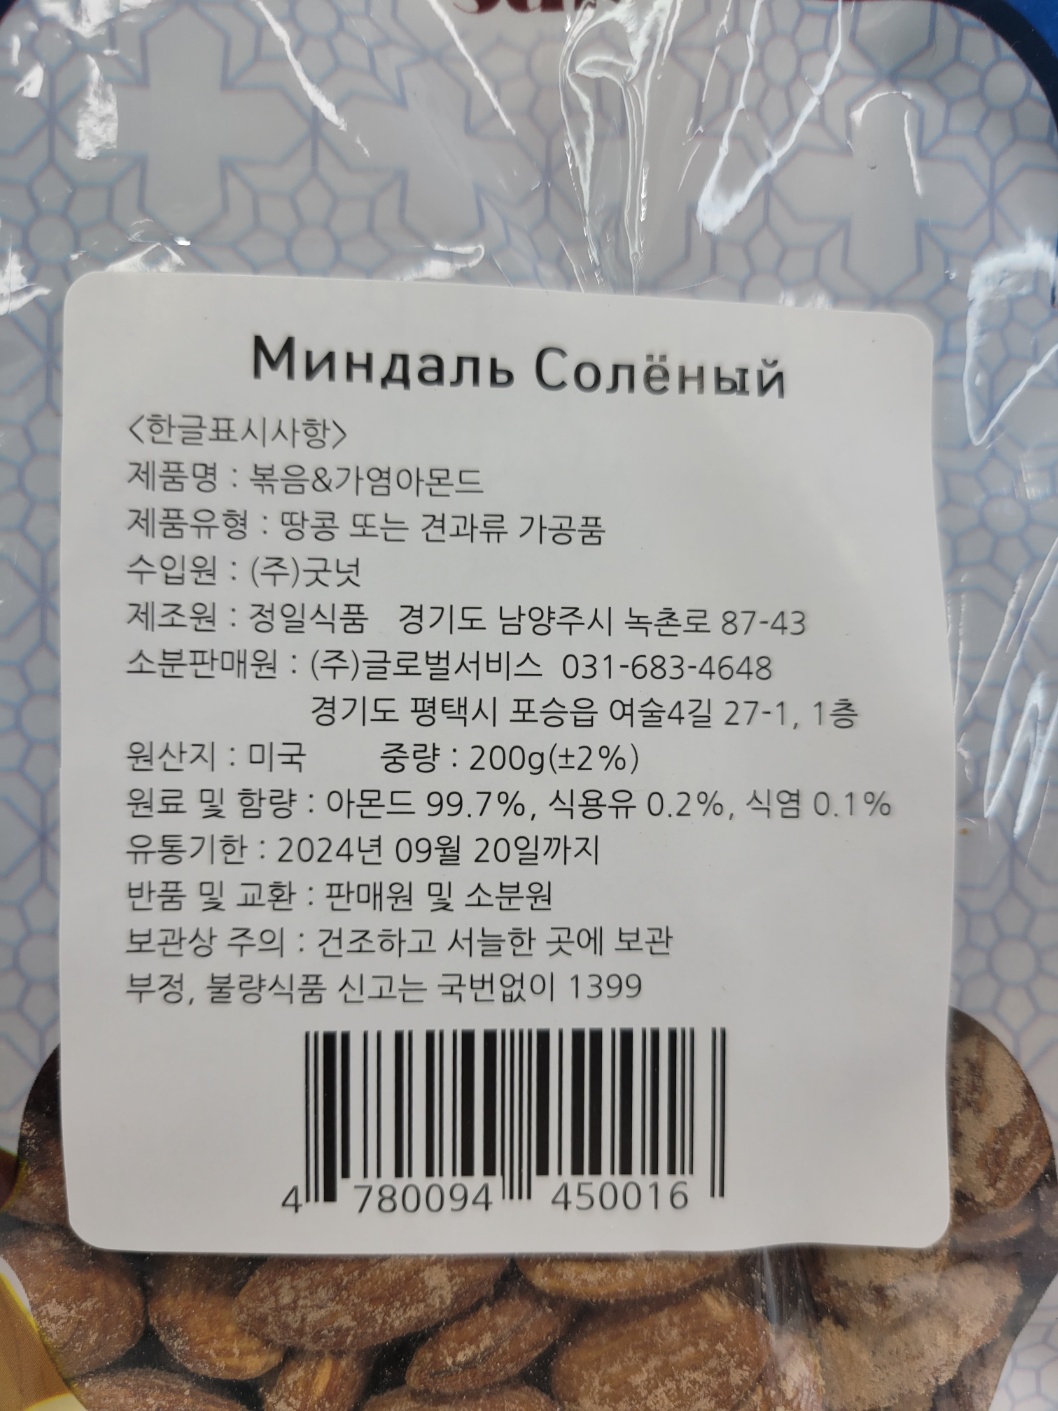 Миндаль Солёный
<한글표시사항>
제품명 : 볶음&가염아몬드
제품유형 : 땅콩 또는 견과류 가공품
수입원 : (주)굿넛
제조원 : 정일식품 경기도 남양주시 녹촌로 87-43
소분판매원 : (주)글로벌서비스 031-683-4648
경기도 평택시 포승읍 여술4길 27-1, 1층
원산지 : 미국 중량 : 200g(±2%)
원료 및 함량 : 아몬드 99.7%, 식용유 0.2%, 식염 0.1%
유통기한 : 2024년 09월 20일까지
반품 및 교환 : 판매원 및 소분원
보관상 주의 : 건조하고 서늘한 곳에 보관
부정, 불량식품 신고는 국번없이 1399
4 780094 450016